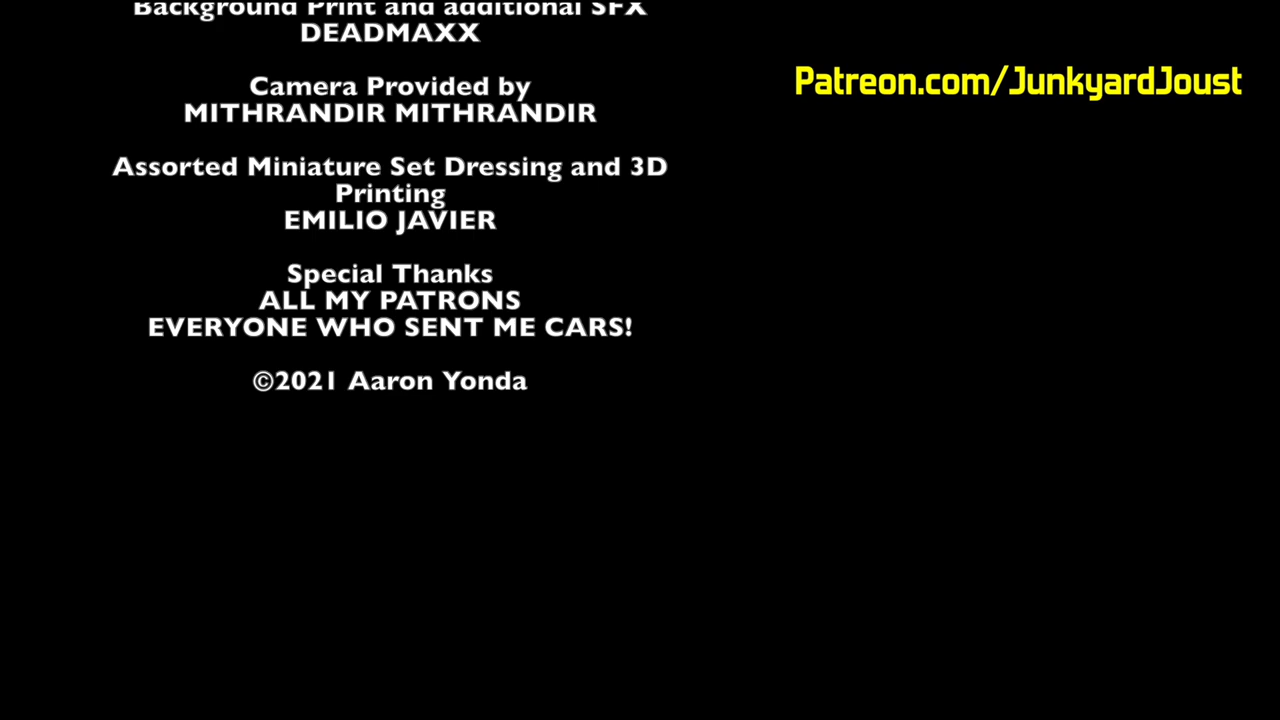 Background Print and additional SFX
DEADMAXX
Camera Provided by
MITHRANDIR MITHRANDIR
Assorted Miniature Set Dressing and 3D
Printing
EMILIO JAVIER
Special Thanks
ALL MY PATRONS
EVERYONE WHO SENT ME CARS!
©2021 Aaron Yonda
Patreon.com/JunkyardJoust